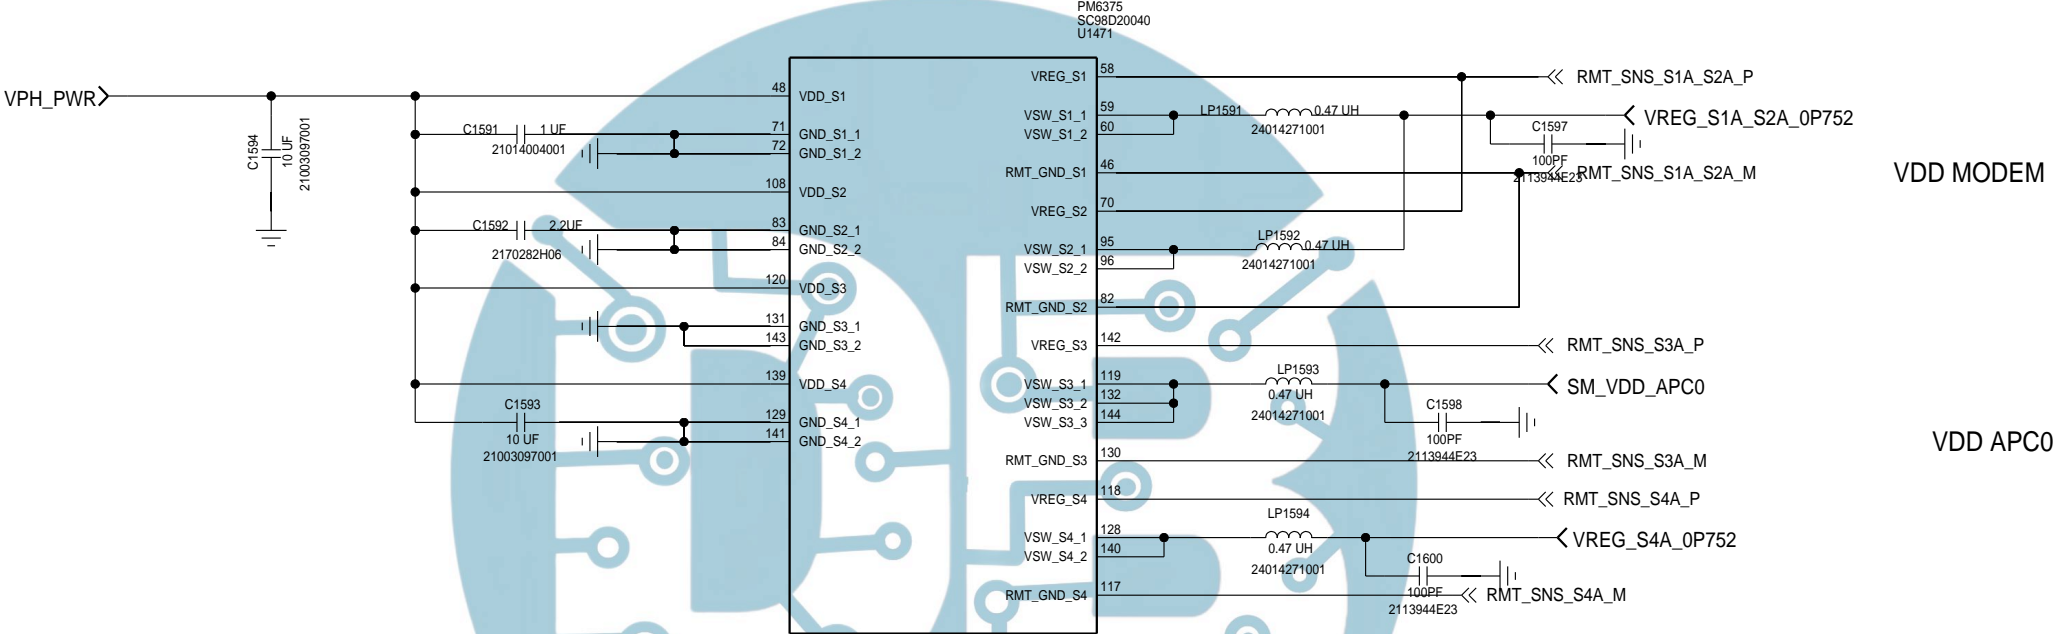 PM6375
SC98D20040
U1471
VPH_PWR
C1594
10 UF
21003097001
48 VDD_S1
C1591 1 UF
21014004001
71 GND_S1_1
72 GND_S1_2
108 VDD_S2
C1592 2.2UF
2170282H06
83 GND_S2_1
84 GND_S2_2
120 VDD_S3
131 GND_S3_1
143 GND_S3_2
139 VDD_S4
C1593
10 UF
21003097001
129 GND_S4_1
141 GND_S4_2
VREG_S1 58 RMT_SNS_S1A_S2A_P
VSW_S1_1 59 LP1591 0.47 UH VREG_S1A_S2A_0P752
24014271001
VSW_S1_2 60
C1597
100PF
2113944E23
RMT_GND_S1 46 RMT_SNS_S1A_S2A_M
VDD MODEM
VREG_S2 70
VSW_S2_1 95 LP1592 0.47 UH
24014271001
VSW_S2_2 96
RMT_GND_S2 82
VREG_S3 142 RMT_SNS_S3A_P
VSW_S3_1 119 LP1593 SM_VDD_APC0
0.47 UH
24014271001
VSW_S3_2 132
VSW_S3_3 144
C1598
100PF
2113944E23
VDD APC0
RMT_GND_S3 130 RMT_SNS_S3A_M
VREG_S4 118 RMT_SNS_S4A_P
VSW_S4_1 128 LP1594 VREG_S4A_0P752
0.47 UH
24014271001
VSW_S4_2 140
C1600
100PF
2113944E23
RMT_GND_S4 117 RMT_SNS_S4A_M